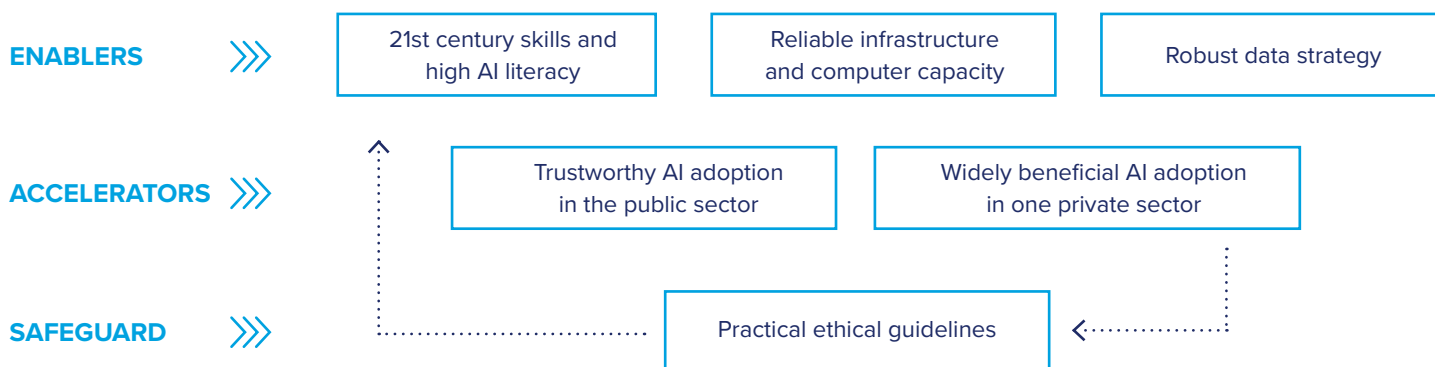 ENABLERS
21st century skills and
high AI literacy
Reliable infrastructure
and computer capacity
Robust data strategy
ACCELERATORS
Trustworthy AI adoption
in the public sector
Widely beneficial AI adoption
in one private sector
SAFEGUARD
Practical ethical guidelines